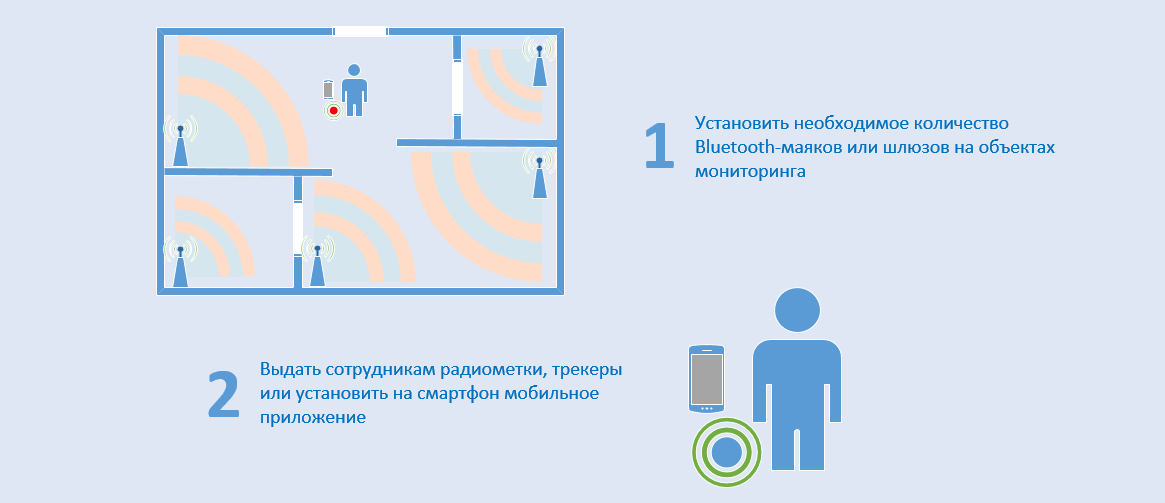 1
Установить необходимое количество
Bluetooth-маяков или шлюзов на объектах
мониторинга
2
Выдать сотрудникам радиометки, трекеры
или установить на смартфон мобильное
приложение